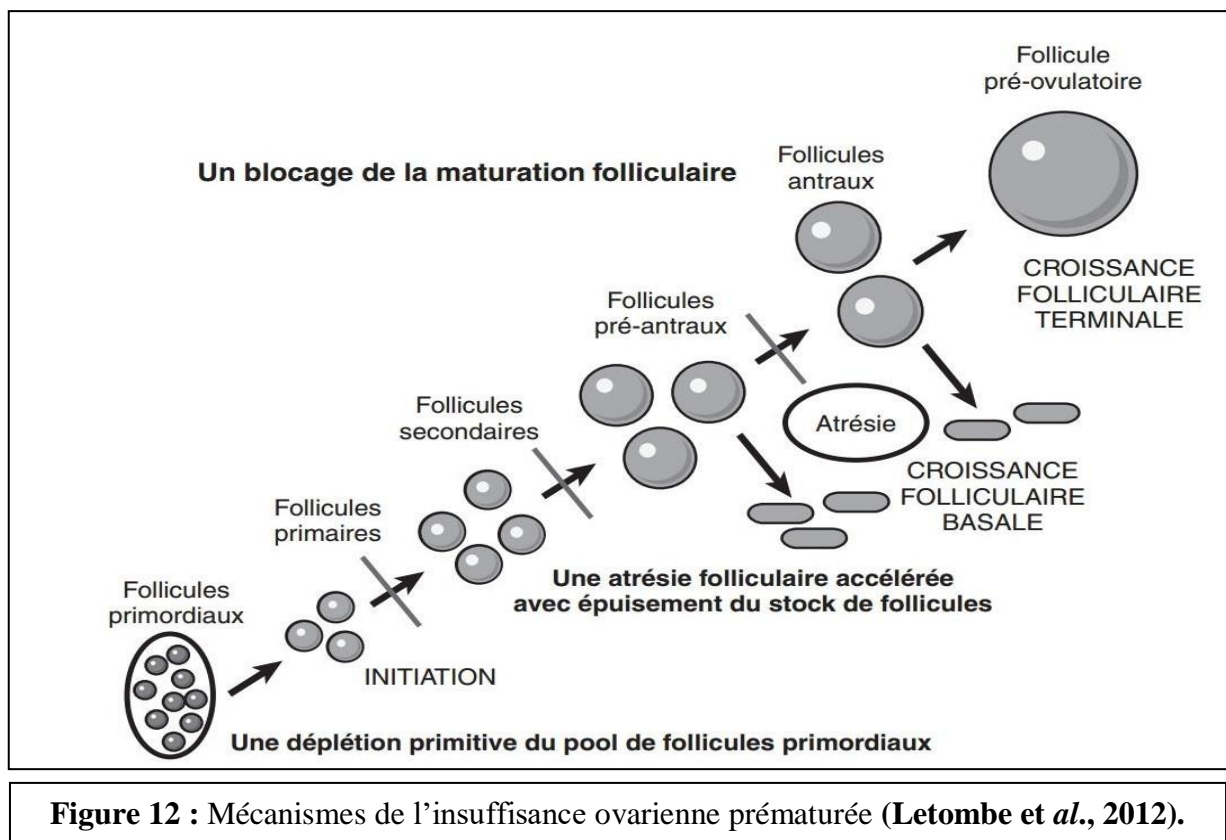 Follicule
pré-ovulatoire
Follicules
antraux
Un blocage de la maturation folliculaire
CROISSANCE
FOLLICULAIRE
TERMINALE
Follicules
pré-antraux
Follicules
secondaires
Atrésie
CROISSANCE
FOLLICULAIRE
BASALE
Follicules
primaires
Une atrésie folliculaire accélérée
avec épuisement du stock de follicules
Follicules
primordiaux
INITIATION
Une déplétion primitive du pool de follicules primordiaux
Figure 12 : Mécanismes de l’insuffisance ovarienne prématurée (Letombe et al., 2012).